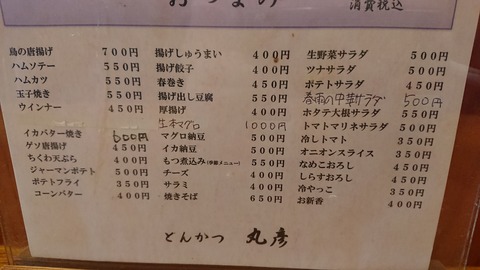 おつまみ
消費税込
鳥の唐揚げ 700円
ハムソテー 550円
ハムカツ 550円
玉子焼き 550円
ウインナー 450円
イカバター焼き 600円
ゲソ唐揚げ 450円
ちくわ天ぷら 400円
ジャーマンポテト 500円
ポテトフライ 350円
コーンバター 400円
揚げしゅうまい 400円
揚げ餃子 400円
春巻き 450円
揚げ出し豆腐 550円
厚揚げ 400円
生本マグロ 1000円
マグロ納豆 500円
イカ納豆 500円
もつ煮込み(季節メニュー) 550円
チーズ 400円
サラミ 400円
焼きそば 650円
生野菜サラダ 500円
ツナサラダ 500円
ポテトサラダ 450円
春雨の中華サラダ 500円
ホタテ大根サラダ 550円
トマトマリネサラダ 500円
冷しトマト 350円
オニオンスライス 350円
なめこおろし 450円
しらすおろし 450円
冷やっこ 350円
お新香 400円
とんかつ 丸彦